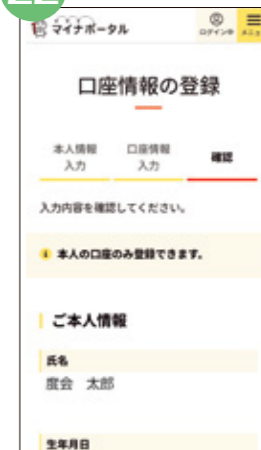 22
マイナポータル
ログイン中
メニュー
口座情報の登録
本人情報
入力
口座情報
入力
確認
入力内容を確認してください。
本人の口座のみ登録できます。
ご本人情報
氏名
度会 太郎
生年月日